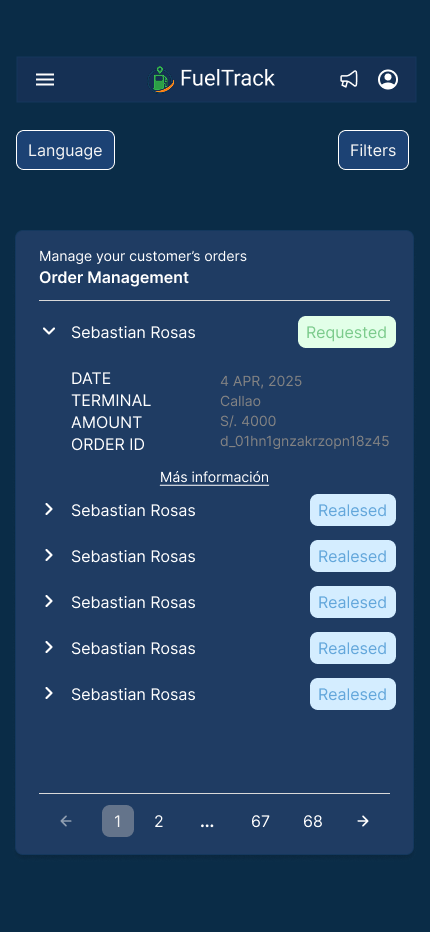 FuelTrack
Language
Filters
Manage your customer’s orders
Order Management
Sebastian Rosas Requested
DATE 4 APR, 2025
TERMINAL Callao
AMOUNT S/. 4000
ORDER ID d_01hn1gnzakrzopn18z45
Más información
Sebastian Rosas Realesed
Sebastian Rosas Realesed
Sebastian Rosas Realesed
Sebastian Rosas Realesed
Sebastian Rosas Realesed
1 2 ... 67 68